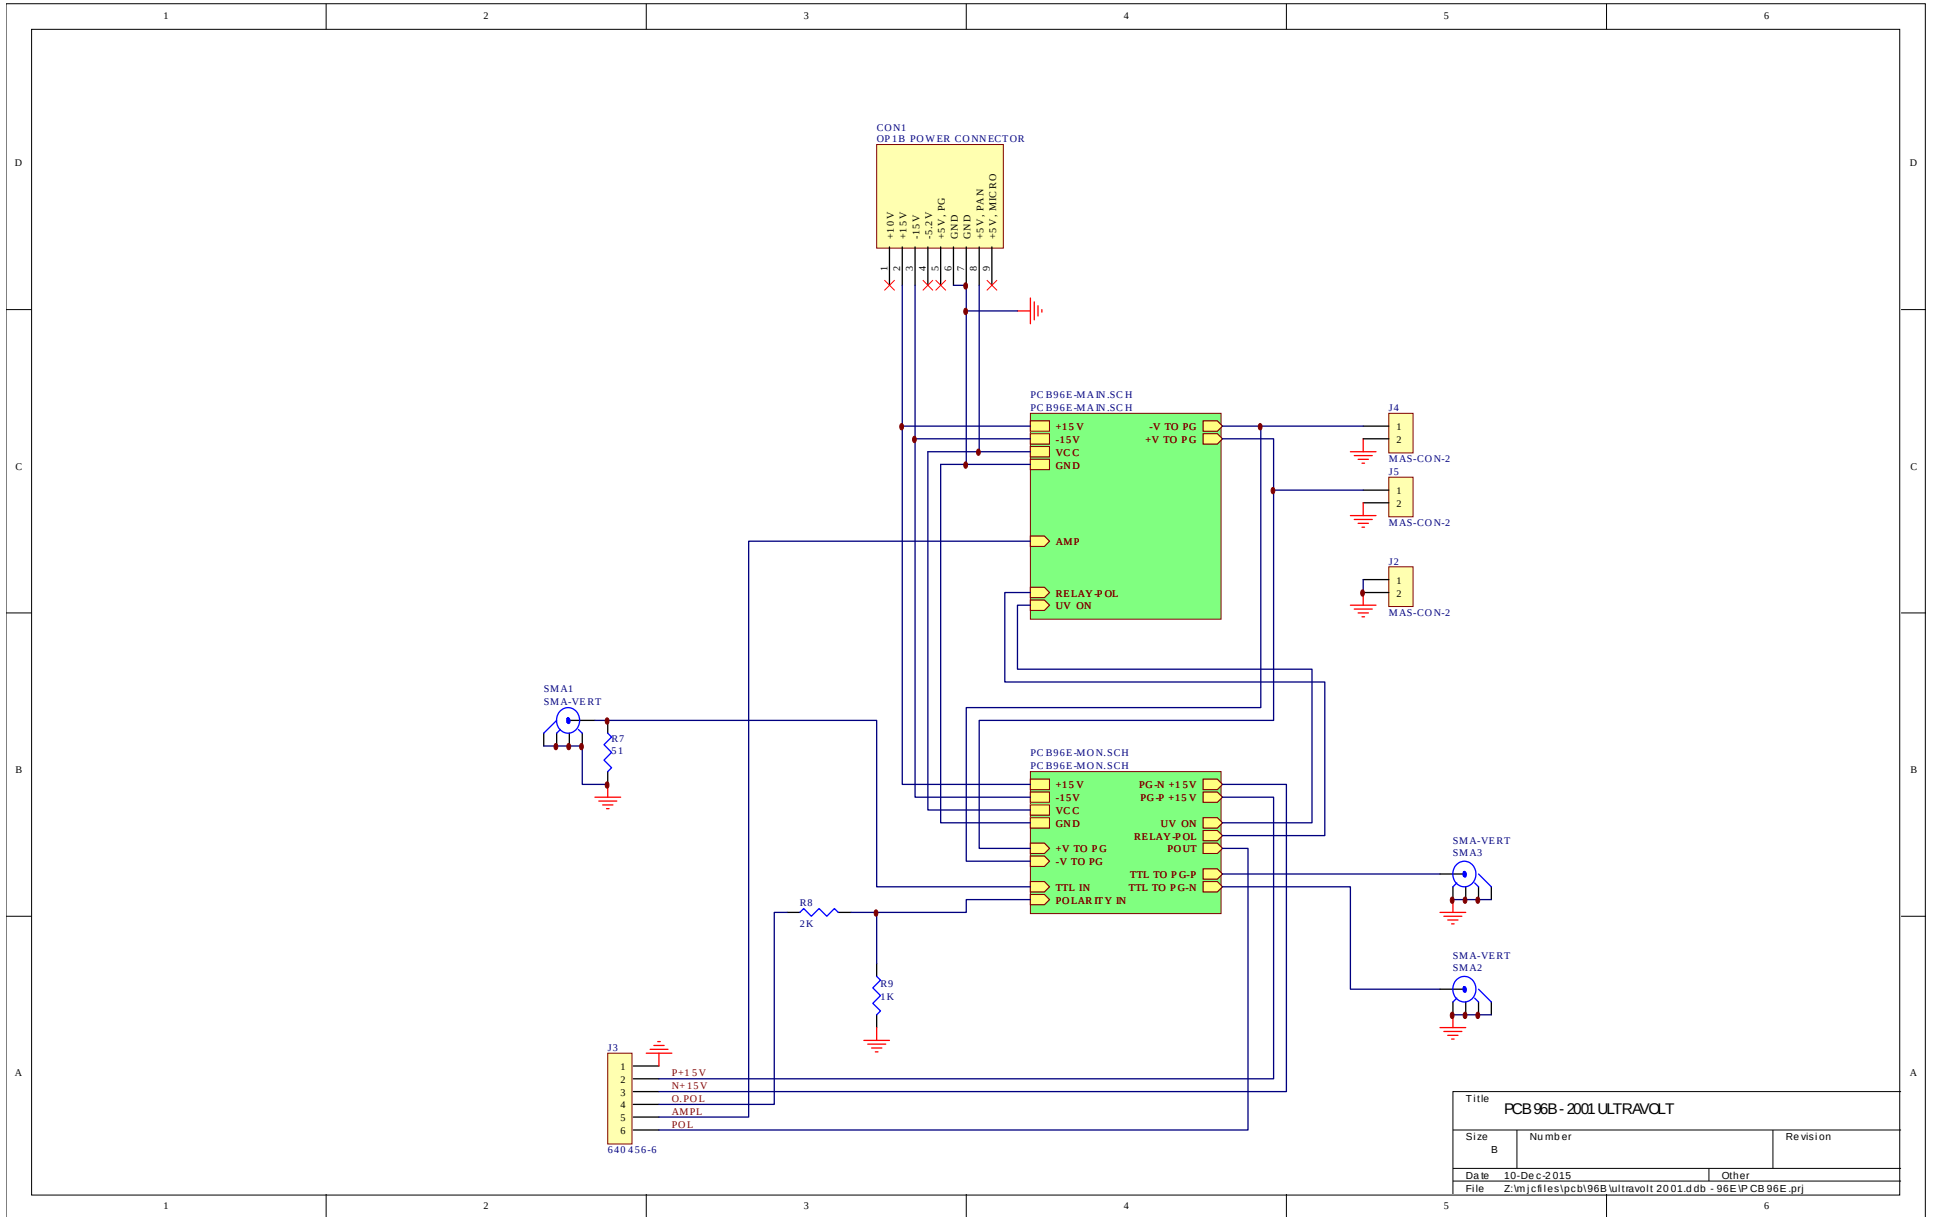 1 2 3 4 5 6
D D
CON1
OP1B POWER CONNECTOR
+10V
+15V
-15V
-5.2V
+5V, PG
GND
GND
+5V, PAN
+5V, MICRO
1 2 3 4 5 6 7 8 9
C C
PCB96E-MAIN.SCH
PCB96E-MAIN.SCH
+15V
-15V
VCC
GND
AMP
RELAY-POL
UV ON
-V TO PG
+V TO PG
J4
1
2
MAS-CON-2
J5
1
2
MAS-CON-2
J2
1
2
MAS-CON-2
B B
SMA1
SMA-VERT
R7
51
PCB96E-MON.SCH
PCB96E-MON.SCH
+15V
-15V
VCC
GND
+V TO PG
-V TO PG
TTL IN
POLARITY IN
PG-N +15V
PG-P +15V
UV ON
RELAY-POL
POUT
TTL TO PG-P
TTL TO PG-N
SMA-VERT
SMA3
R8
2K
R9
1K
SMA-VERT
SMA2
A A
J3
1
2 P+15V
3 N+15V
4 O.POL
5 AMPL
6 POL
640456-6
Title PCB 96B - 2001 ULTRAVOLT
Size Number Revision
B
Date 10-Dec-2015 Other
File Z:\mjcfiles\pcb\96B\ultravolt 2001.ddb - 96E\PCB96E.prj
1 2 3 4 5 6